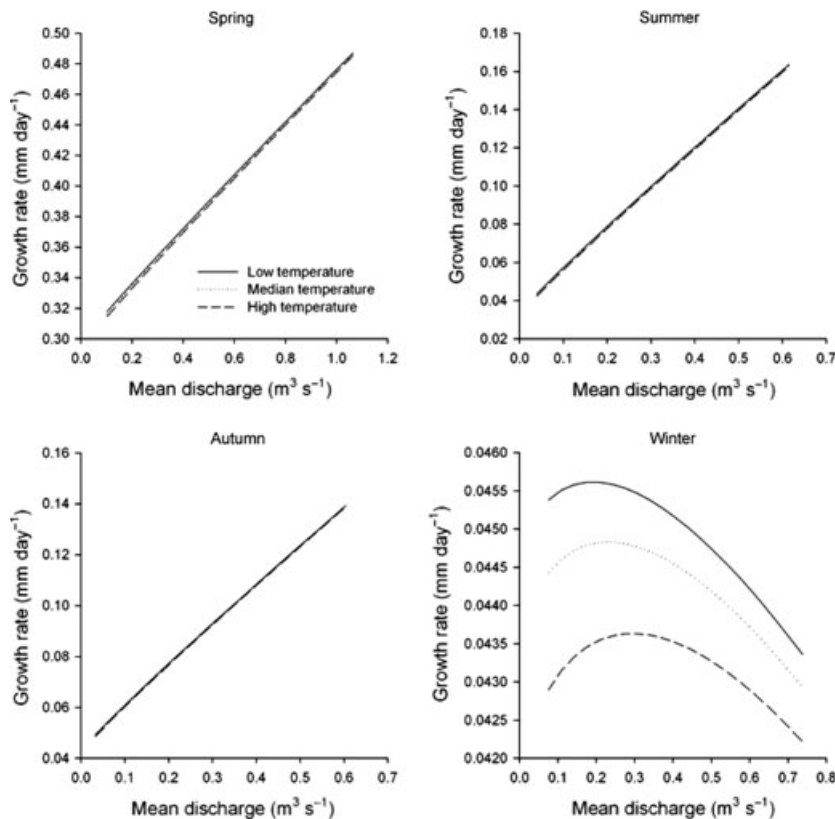 Spring
Growth rate (mm day⁻¹)
0.50
0.48
0.46
0.44
0.42
0.40
0.38
0.36
0.34
0.32
0.30
Low temperature
Median temperature
High temperature
0.0 0.2 0.4 0.6 0.8 1.0 1.2
Mean discharge (m³ s⁻¹)
Summer
Growth rate (mm day⁻¹)
0.18
0.16
0.14
0.12
0.10
0.08
0.06
0.04
0.02
0.0 0.1 0.2 0.3 0.4 0.5 0.6 0.7
Mean discharge (m³ s⁻¹)
Autumn
Growth rate (mm day⁻¹)
0.16
0.14
0.12
0.10
0.08
0.06
0.04
0.0 0.1 0.2 0.3 0.4 0.5 0.6 0.7
Mean discharge (m³ s⁻¹)
Winter
Growth rate (mm day⁻¹)
0.0460
0.0455
0.0450
0.0445
0.0440
0.0435
0.0430
0.0425
0.0420
0.0 0.1 0.2 0.3 0.4 0.5 0.6 0.7 0.8
Mean discharge (m³ s⁻¹)